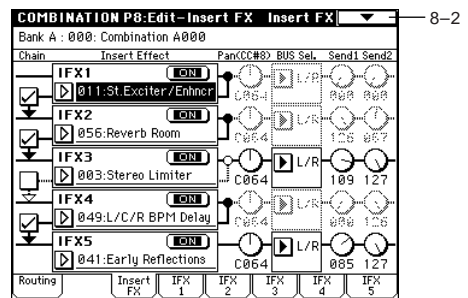 COMBINATION P8:Edit-Insert FX Insert FX
8–2
Bank A : 000: Combination A000
Chain Insert Effect Pan(CC#8) BUS Sel. Send1 Send2
IFX1 ON
011:St.Exciter/Enhncr C064 L/R 000 000
IFX2 ON
056:Reverb Room C064 L/R 126 067
IFX3 ON
003:Stereo Limiter C064 L/R 109 127
IFX4 ON
049:L/C/R BPM Delay C064 L/R 000 126
IFX5 ON
041:Early Reflections C064 L/R 085 127
Routing Insert FX IFX 1 IFX 2 IFX 3 IFX 4 IFX 5